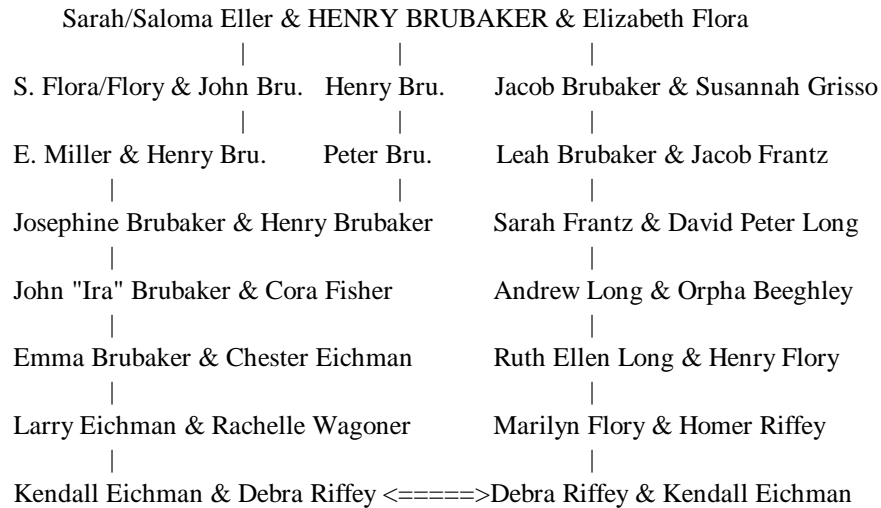 Sarah/Saloma Eller & HENRY BRUBAKER & Elizabeth Flora
| | |
S. Flora/Flory & John Bru. Henry Bru. Jacob Brubaker & Susannah Grisso
| | |
E. Miller & Henry Bru. Peter Bru. Leah Brubaker & Jacob Frantz
| | |
Josephine Brubaker & Henry Brubaker Sarah Frantz & David Peter Long
| |
John "Ira" Brubaker & Cora Fisher Andrew Long & Orpha Beeghley
| |
Emma Brubaker & Chester Eichman Ruth Ellen Long & Henry Flory
| |
Larry Eichman & Rachelle Wagoner Marilyn Flory & Homer Riffey
| |
Kendall Eichman & Debra Riffey <=====>Debra Riffey & Kendall Eichman